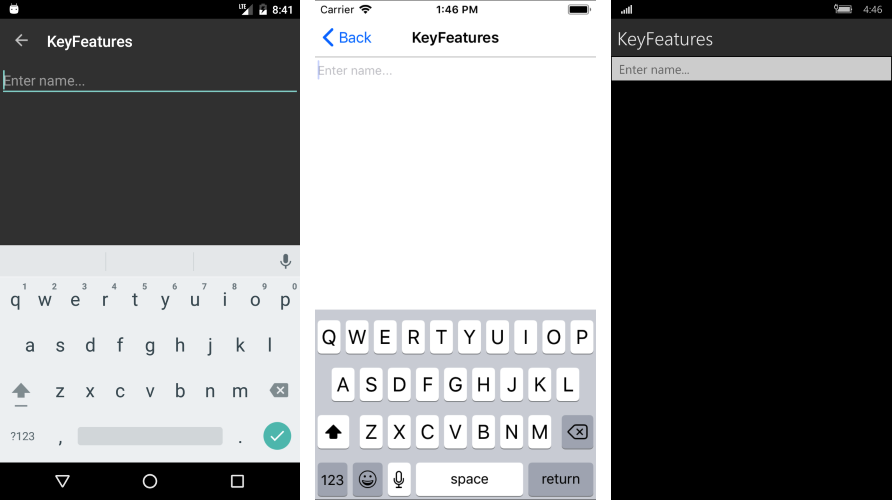 LTE 8:41
KeyFeatures
Enter name...
1 2 3 4 5 6 7 8 9 0
q w e r t y u i o p
a s d f g h j k l
z x c v b n m
?123 , .
Carrier 1:46 PM
Back KeyFeatures
Enter name...
Q W E R T Y U I O P
A S D F G H J K L
Z X C V B N M
123 space return
4:46
KeyFeatures
Enter name...